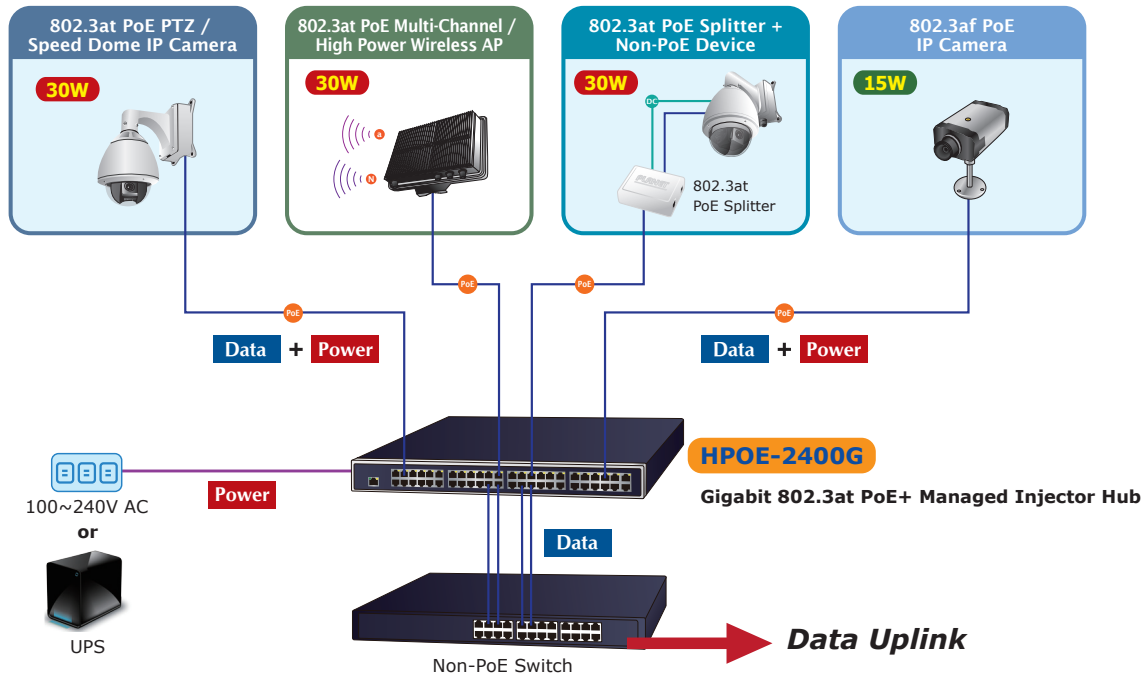 802.3at PoE PTZ /
Speed Dome IP Camera
30W
802.3at PoE Multi-Channel /
High Power Wireless AP
30W
a
N
802.3at PoE Splitter +
Non-PoE Device
30W
DC
PLANET
802.3at
PoE Splitter
802.3af PoE
IP Camera
15W
PoE
PoE
PoE
PoE
Data + Power
Data + Power
HPOE-2400G
Gigabit 802.3at PoE+ Managed Injector Hub
Power
100~240V AC
or
UPS
Data
Non-PoE Switch
Data Uplink